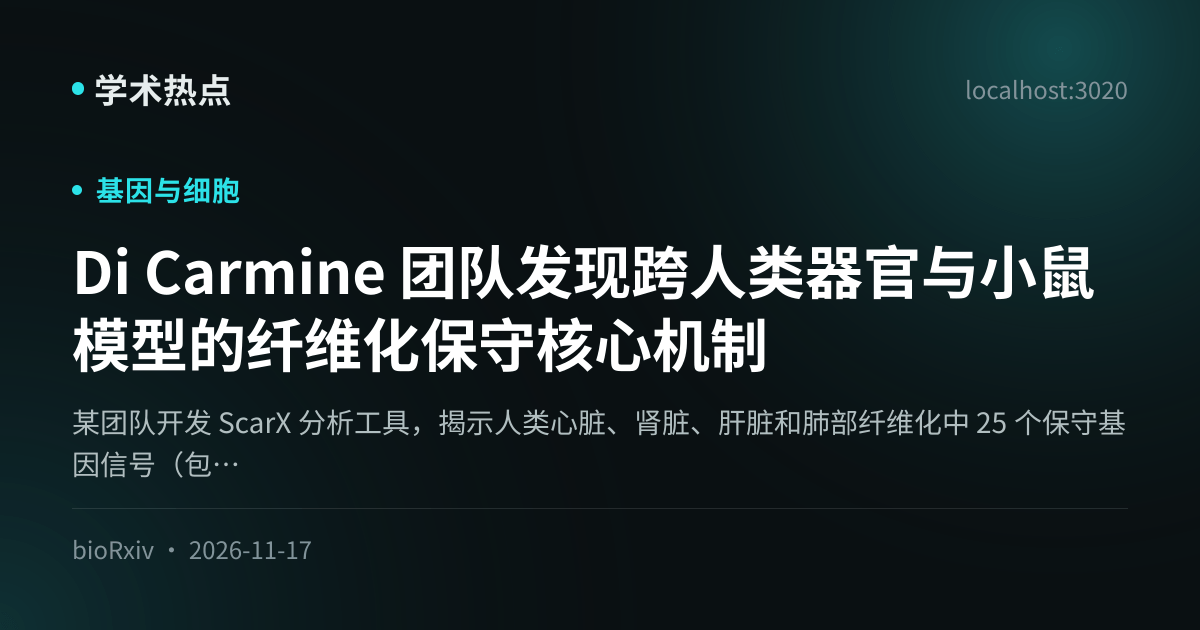 学术热点
localhost:3020
基因与细胞
Di Carmine 团队发现跨人类器官与小鼠
模型的纤维化保守核心机制
某团队开发 ScarX 分析工具，揭示人类心脏、肾脏、肝脏和肺部纤维化中 25 个保守基
因信号（包…
bioRxiv · 2026-11-17